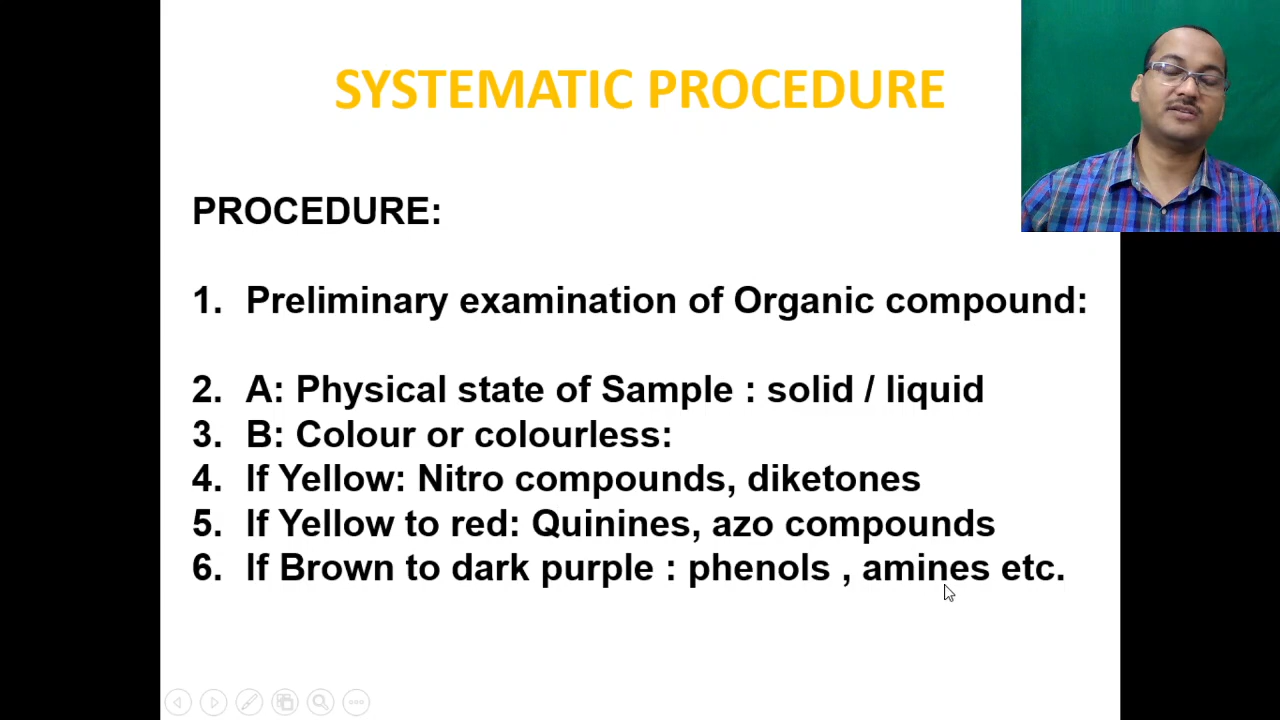 SYSTEMATIC PROCEDURE
PROCEDURE:
1. Preliminary examination of Organic compound:
2. A: Physical state of Sample : solid / liquid
3. B: Colour or colourless:
4. If Yellow: Nitro compounds, diketones
5. If Yellow to red: Quinines, azo compounds
6. If Brown to dark purple : phenols , amines etc.